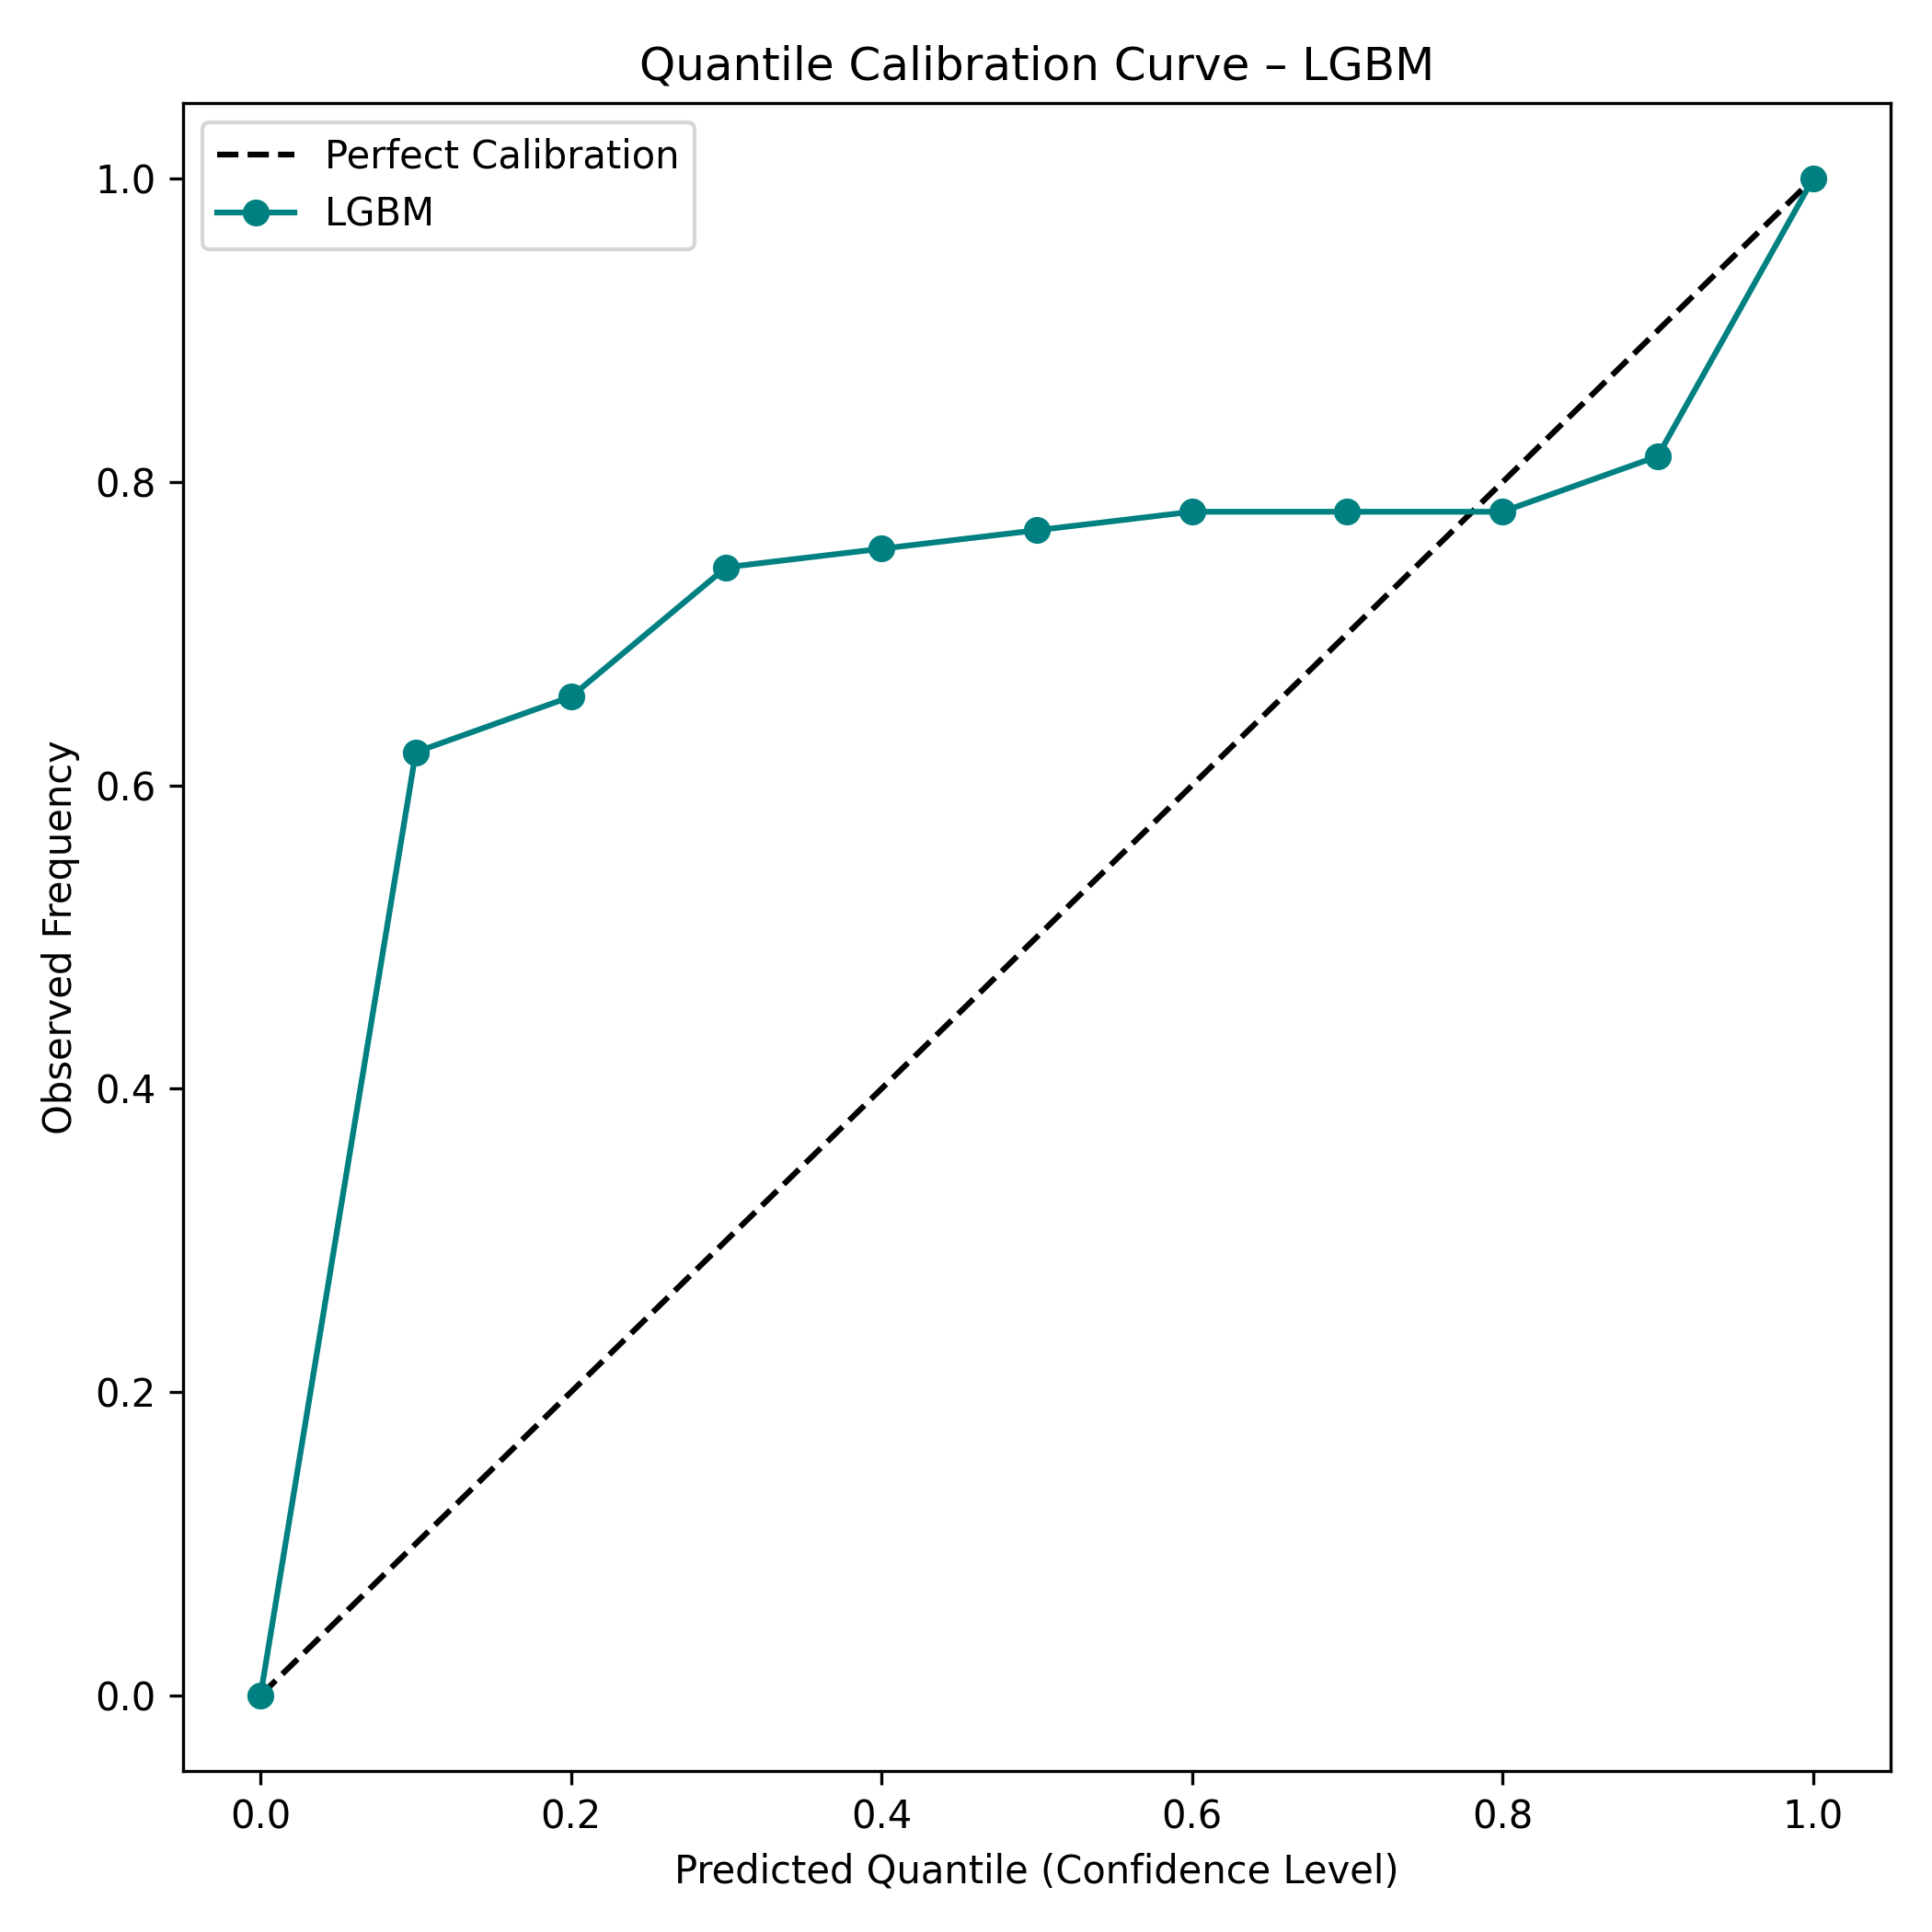 Quantile Calibration Curve – LGBM
Perfect Calibration
LGBM
1.0
0.8
0.6
0.4
0.2
0.0
Observed Frequency
0.0 0.2 0.4 0.6 0.8 1.0
Predicted Quantile (Confidence Level)